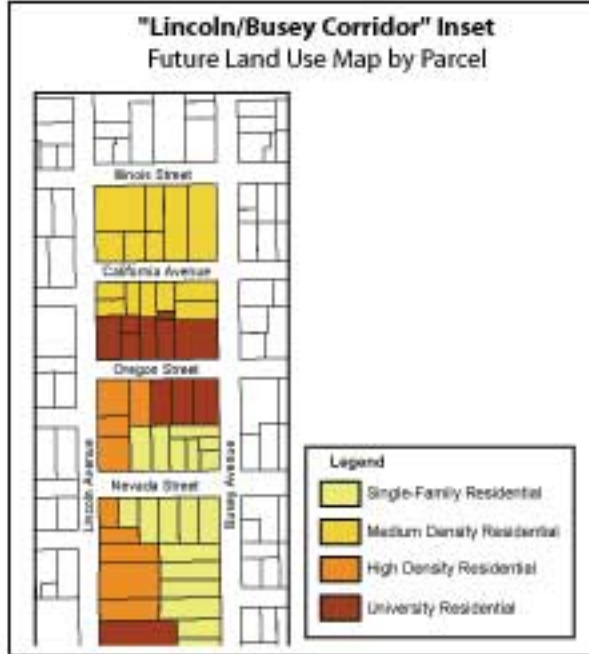 "Lincoln/Busey Corridor" Inset
Future Land Use Map by Parcel
Illinois Street
California Avenue
Oregon Street
Lincoln Avenue
Busey Avenue
Nevada Street
Legend
Single-Family Residential
Medium Density Residential
High Density Residential
University Residential